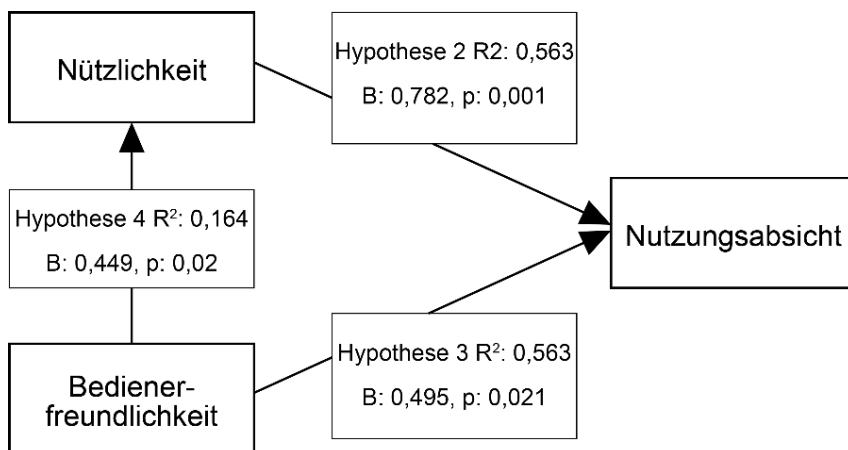 Nützlichkeit
Hypothese 2 R2: 0,563
B: 0,782, p: 0,001
Hypothese 4 R²: 0,164
B: 0,449, p: 0,02
Nutzungsabsicht
Bediener-
freundlichkeit
Hypothese 3 R²: 0,563
B: 0,495, p: 0,021